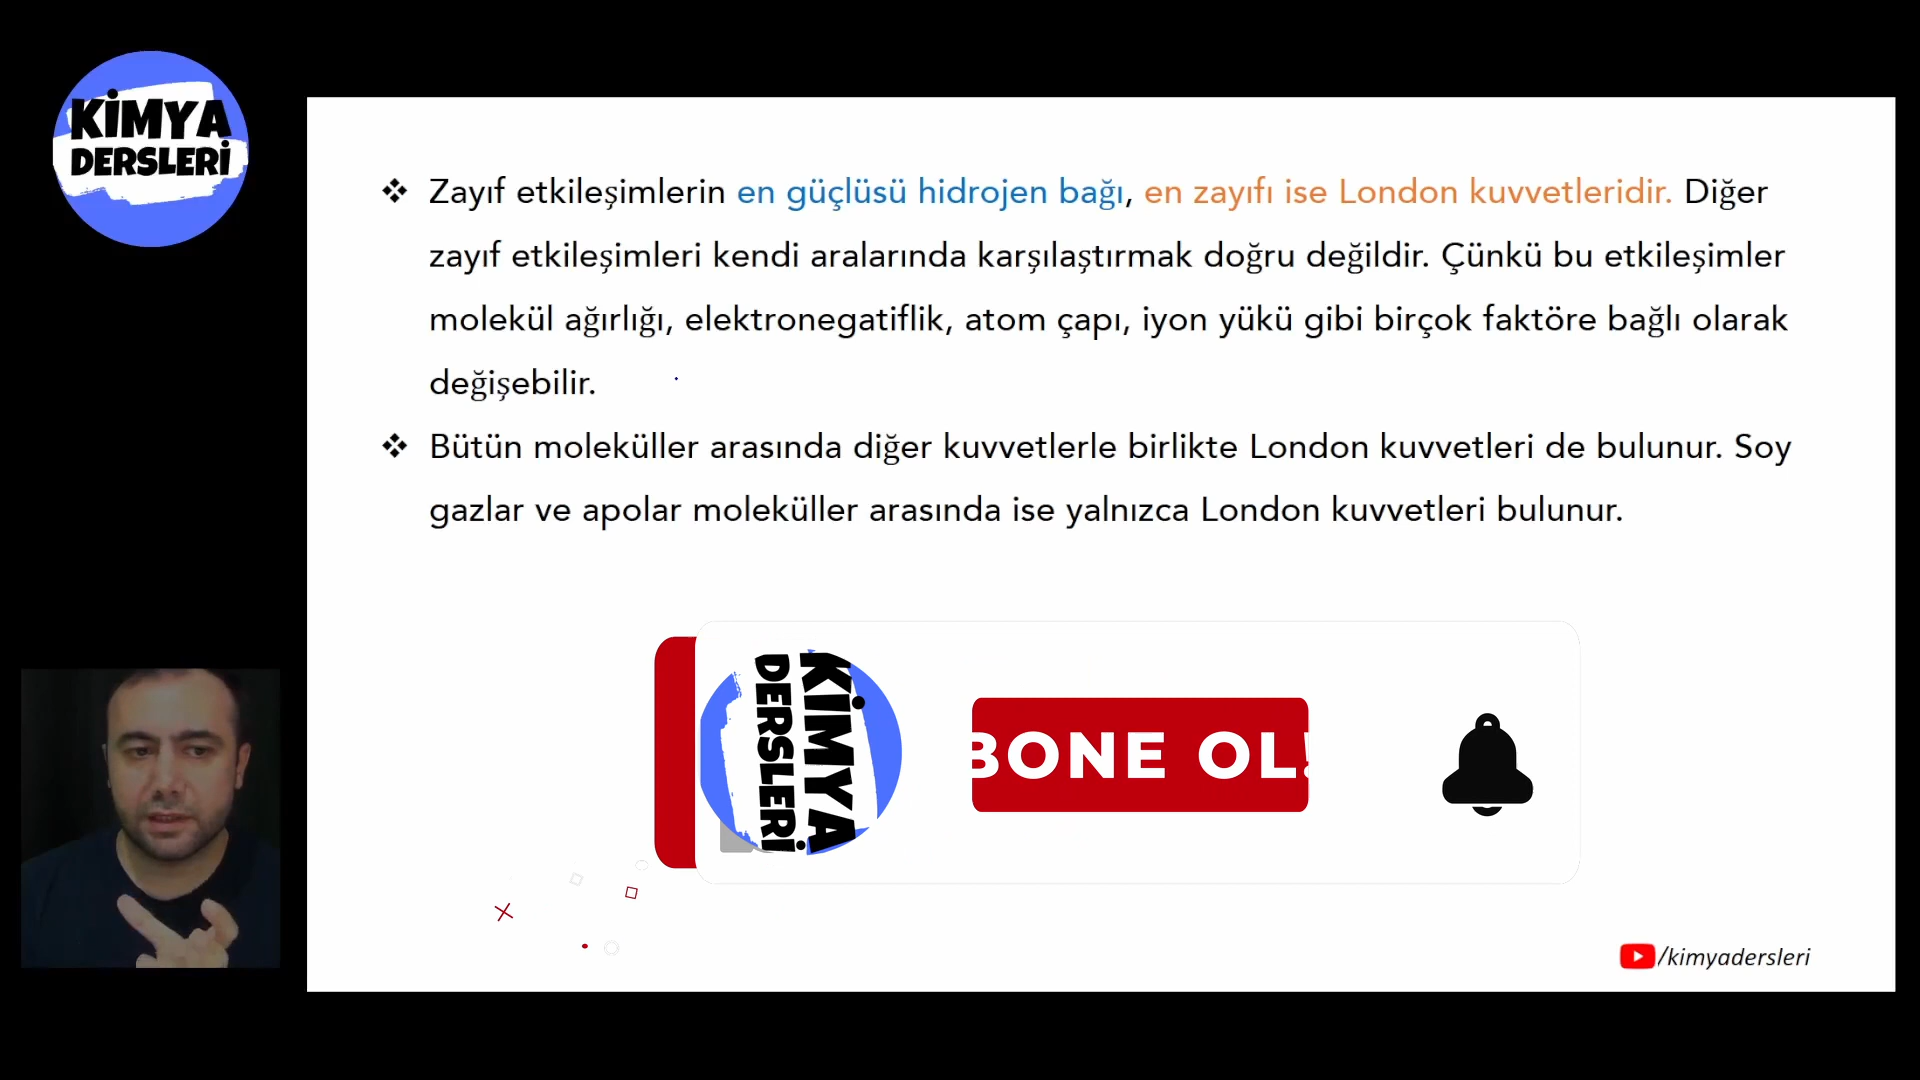 KİMYA
DERSLERİ
❖ Zayıf etkileşimlerin en güçlüsü hidrojen bağı, en zayıfı ise London kuvvetleridir. Diğer
zayıf etkileşimleri kendi aralarında karşılaştırmak doğru değildir. Çünkü bu etkileşimler
molekül ağırlığı, elektronegatiflik, atom çapı, iyon yükü gibi birçok faktöre bağlı olarak
değişebilir.
❖ Bütün moleküller arasında diğer kuvvetlerle birlikte London kuvvetleri de bulunur. Soy
gazlar ve apolar moleküller arasında ise yalnızca London kuvvetleri bulunur.
KİMYA
DERSLERİ
BONE OL!
/kimyadersleri